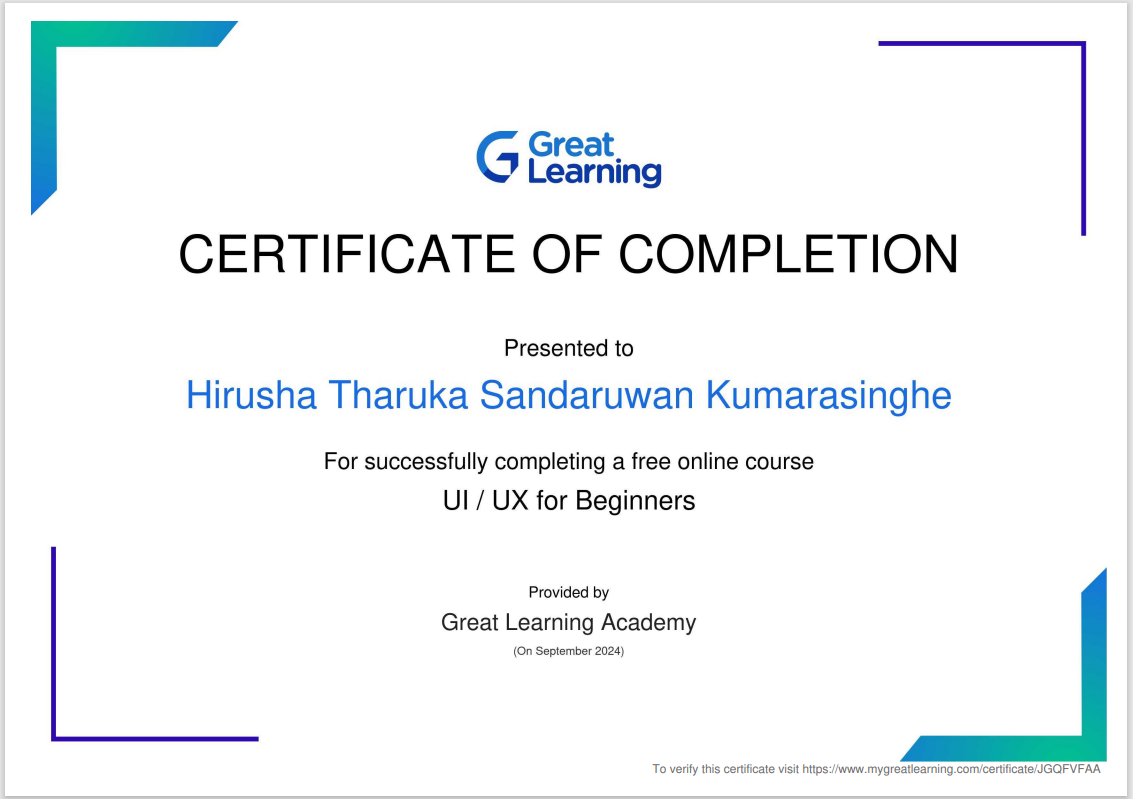 Great
Learning
CERTIFICATE OF COMPLETION
Presented to
Hirusha Tharuka Sandaruwan Kumarasinghe
For successfully completing a free online course
UI / UX for Beginners
Provided by
Great Learning Academy
(On September 2024)
To verify this certificate visit https://www.mygreatlearning.com/certificate/JGQFVFAA